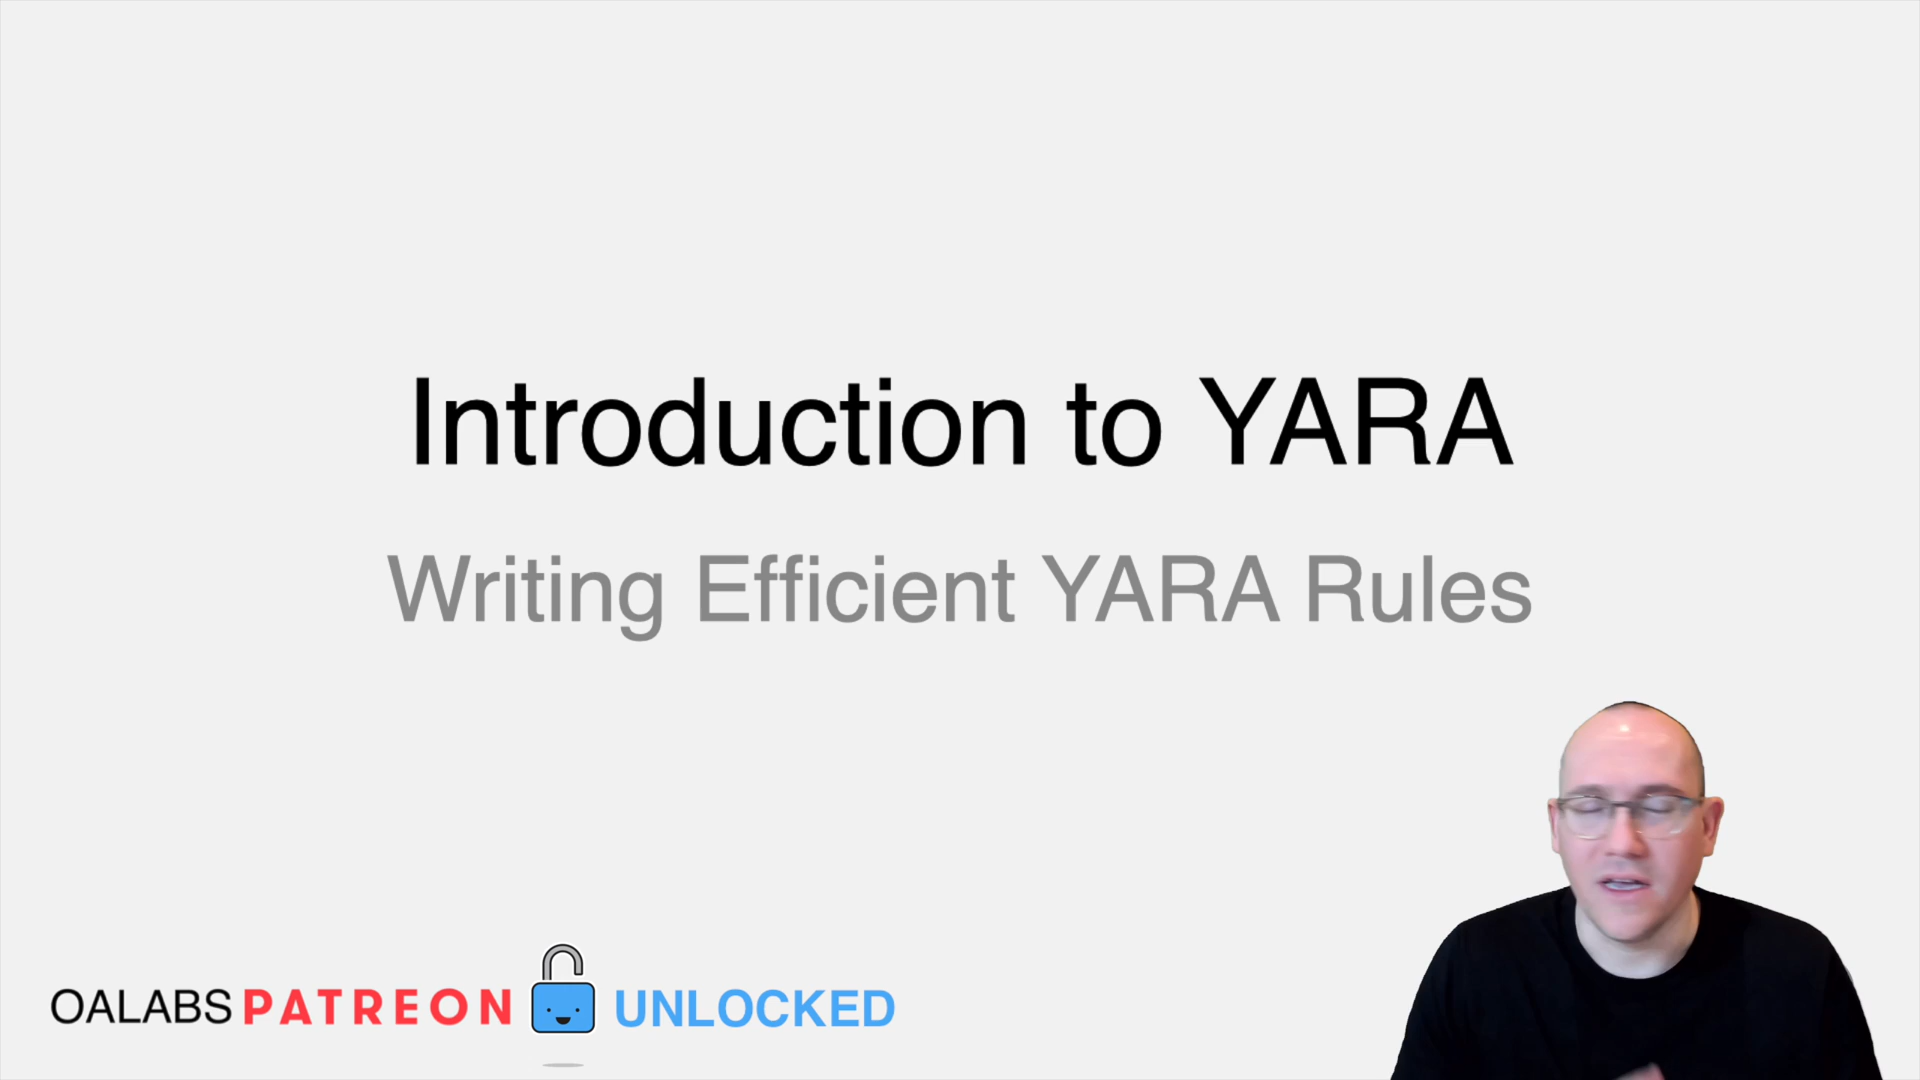 Introduction to YARA
Writing Efficient YARA Rules
OALABS PATREON UNLOCKED